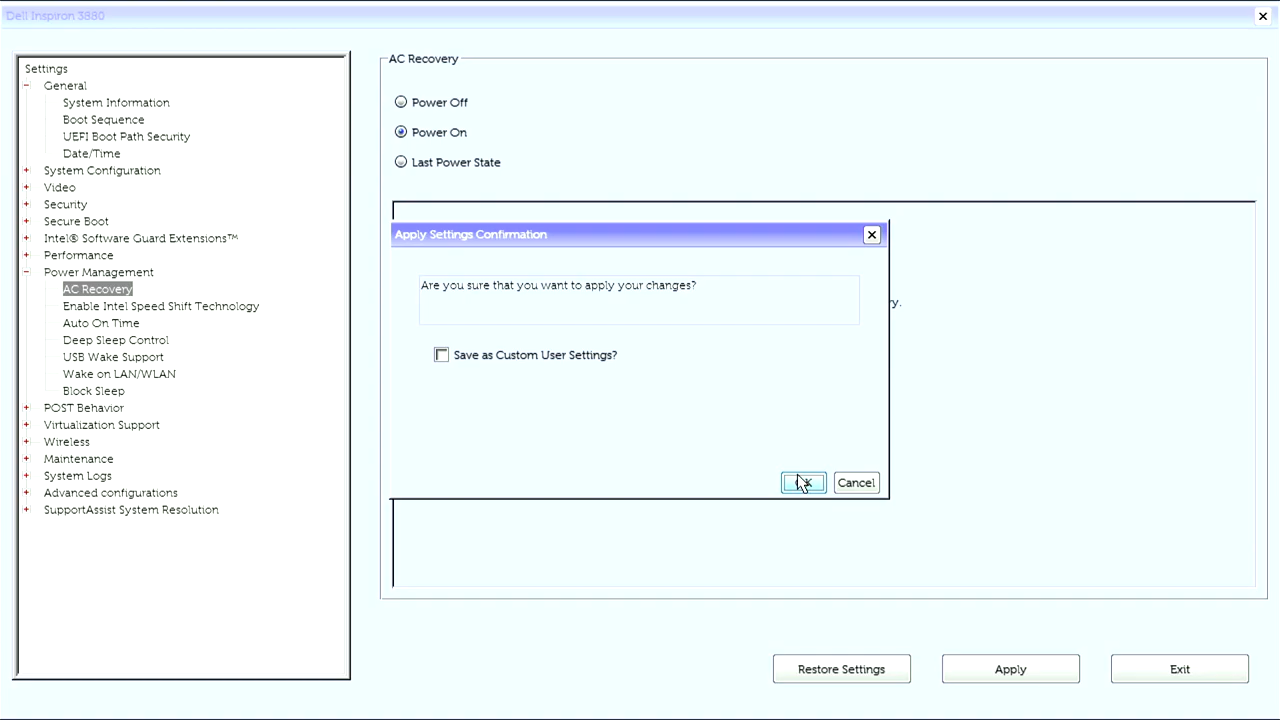 Dell Inspiron 3880
Settings
General
System Information
Boot Sequence
UEFI Boot Path Security
Date/Time
System Configuration
Video
Security
Secure Boot
Intel® Software Guard Extensions™
Performance
Power Management
AC Recovery
Enable Intel Speed Shift Technology
Auto On Time
Deep Sleep Control
USB Wake Support
Wake on LAN/WLAN
Block Sleep
POST Behavior
Virtualization Support
Wireless
Maintenance
System Logs
Advanced configurations
SupportAssist System Resolution
AC Recovery
Power Off
Power On
Last Power State
Apply Settings Confirmation
Are you sure that you want to apply your changes?
Save as Custom User Settings?
Cancel
Restore Settings
Apply
Exit